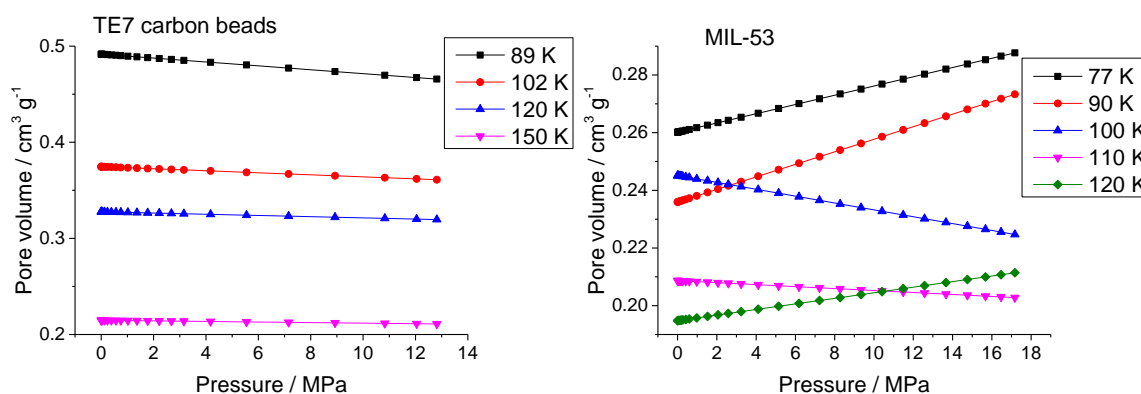 TE7 carbon beads
0.5
0.4
0.3
0.2
Pore volume / cm³ g⁻¹
0 2 4 6 8 10 12 14
Pressure / MPa
89 K
102 K
120 K
150 K
MIL-53
0.28
0.26
0.24
0.22
0.20
Pore volume / cm³ g⁻¹
0 2 4 6 8 10 12 14 16 18
Pressure / MPa
77 K
90 K
100 K
110 K
120 K